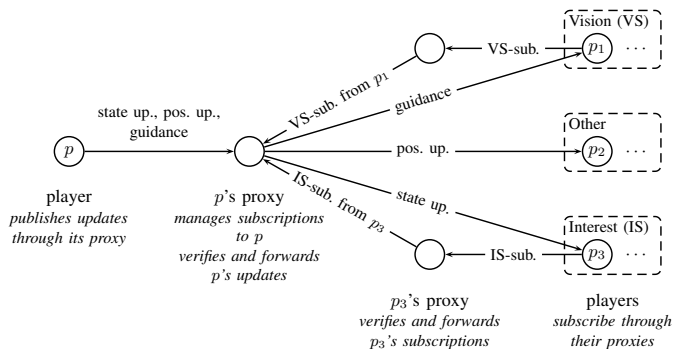 Vision (VS)
p₁ ···
VS-sub.
VS-sub. from p₁
guidance
state up., pos. up.,
guidance
Other
p
pos. up.
p₂ ···
player
publishes updates
through its proxy
p's proxy
manages subscriptions
to p
verifies and forwards
p's updates
IS-sub. from p₃
state up.
Interest (IS)
p₃ ···
IS-sub.
p₃'s proxy
verifies and forwards
p₃'s subscriptions
players
subscribe through
their proxies